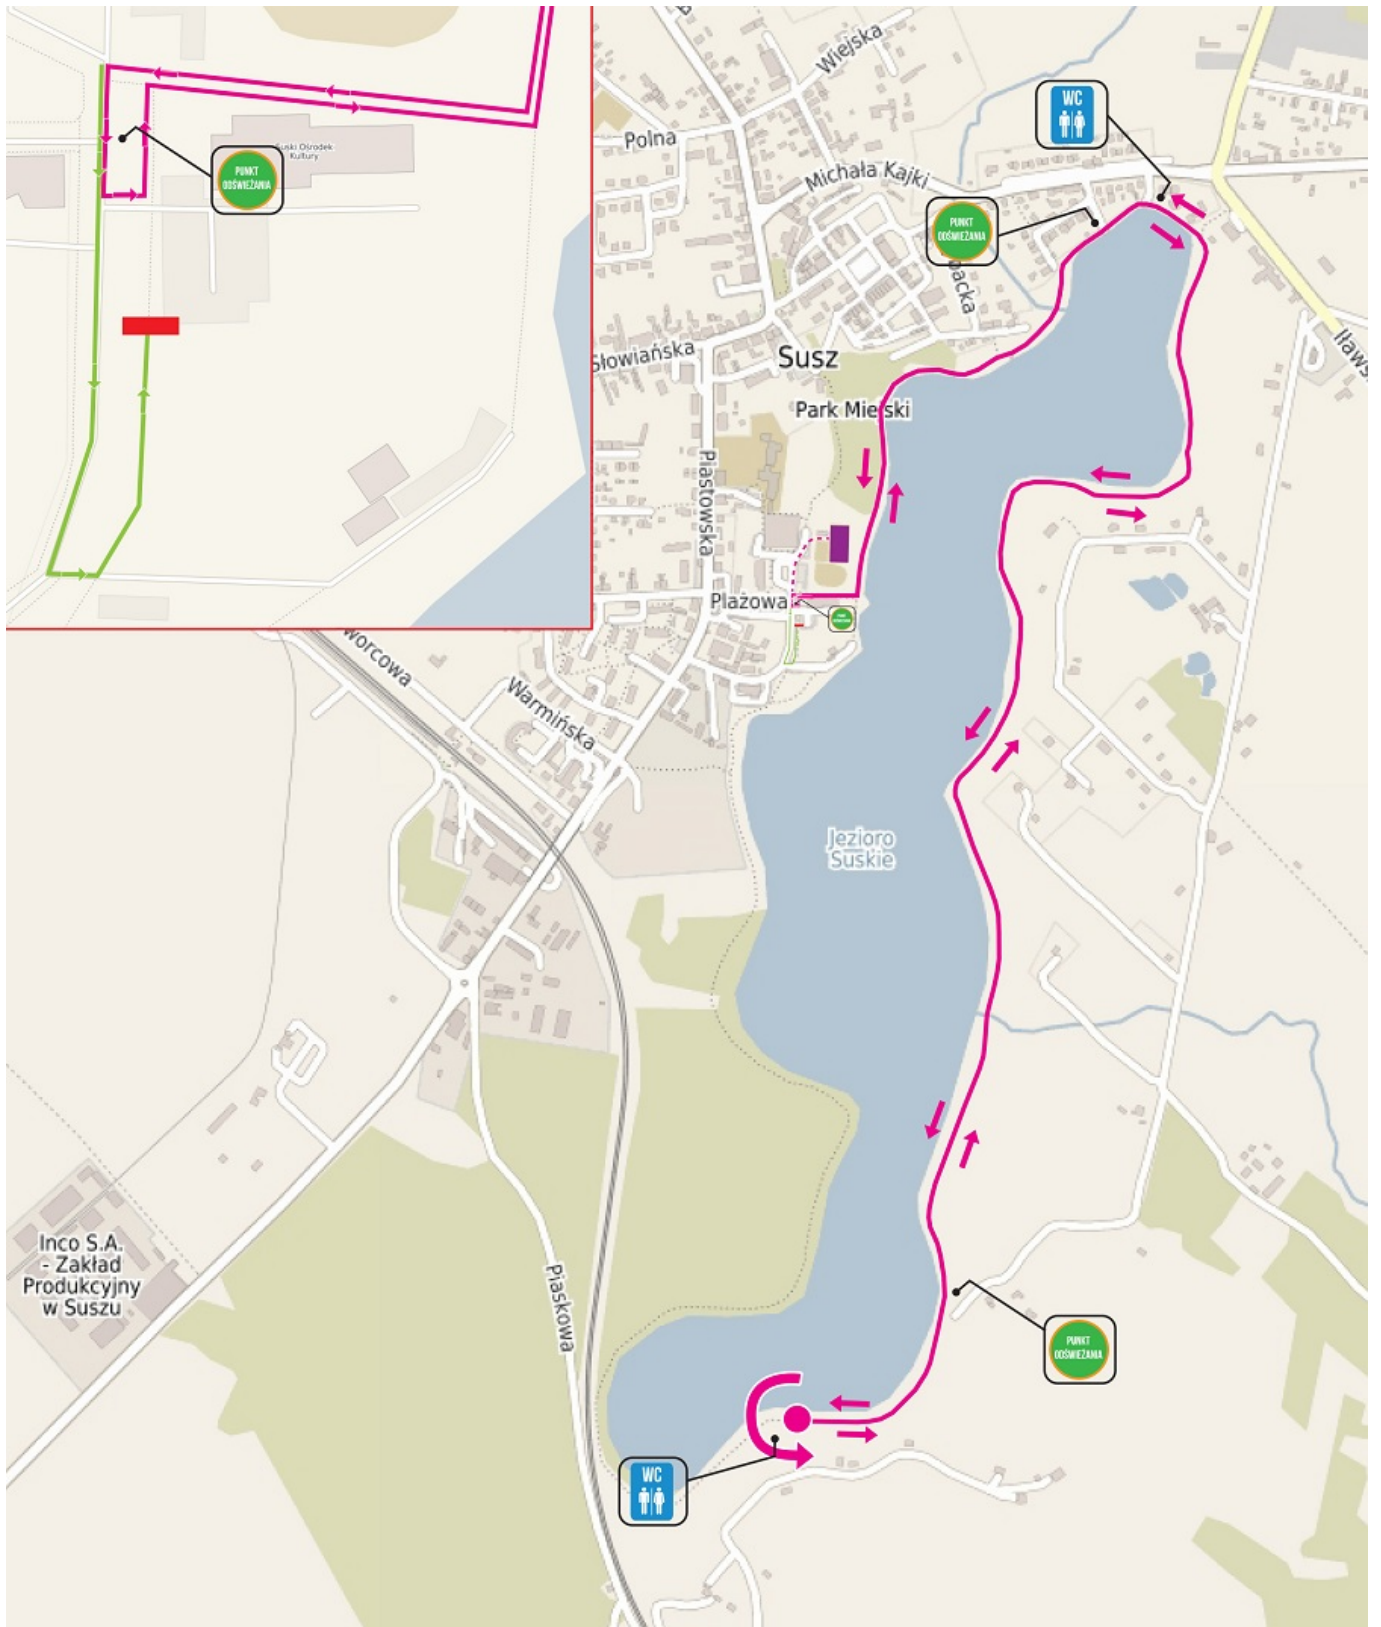 Suski Ośrodek
Kultury
PUNKT
ODŚWIEŻANIA
Wiejska
WC
Polna
Michała Kajki
PUNKT
ODŚWIEŻANIA
Iławs
Słowiańska
Susz
Park Miejski
Piastowska
Plażowa
worcowa
Warmińska
Jezioro
Suskie
Inco S.A.
- Zakład
Produkcyjny
w Suszu
Piaskowa
PUNKT
ODŚWIEŻANIA
WC